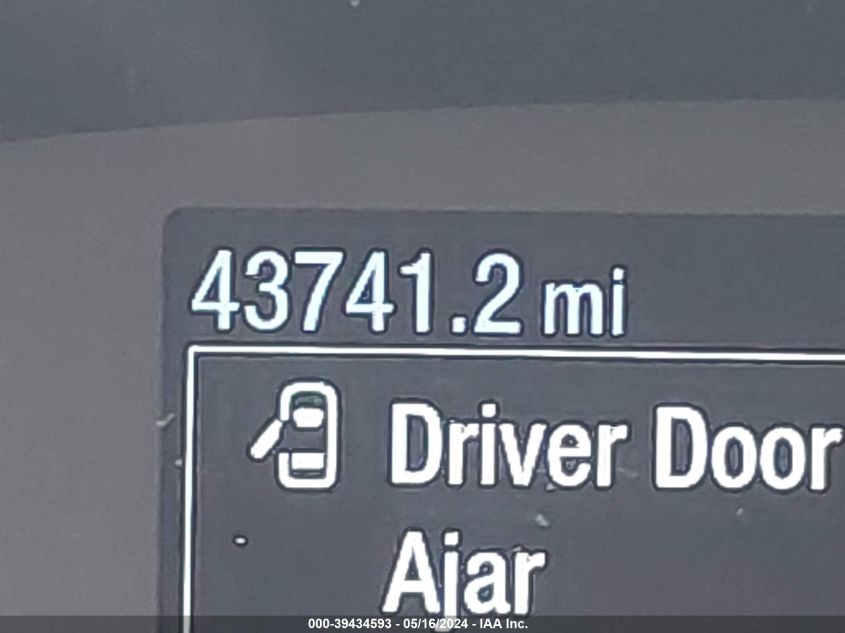 43741.2 mi
Driver Door
Ajar
000-39434593 - 05/16/2024 - IAA Inc.